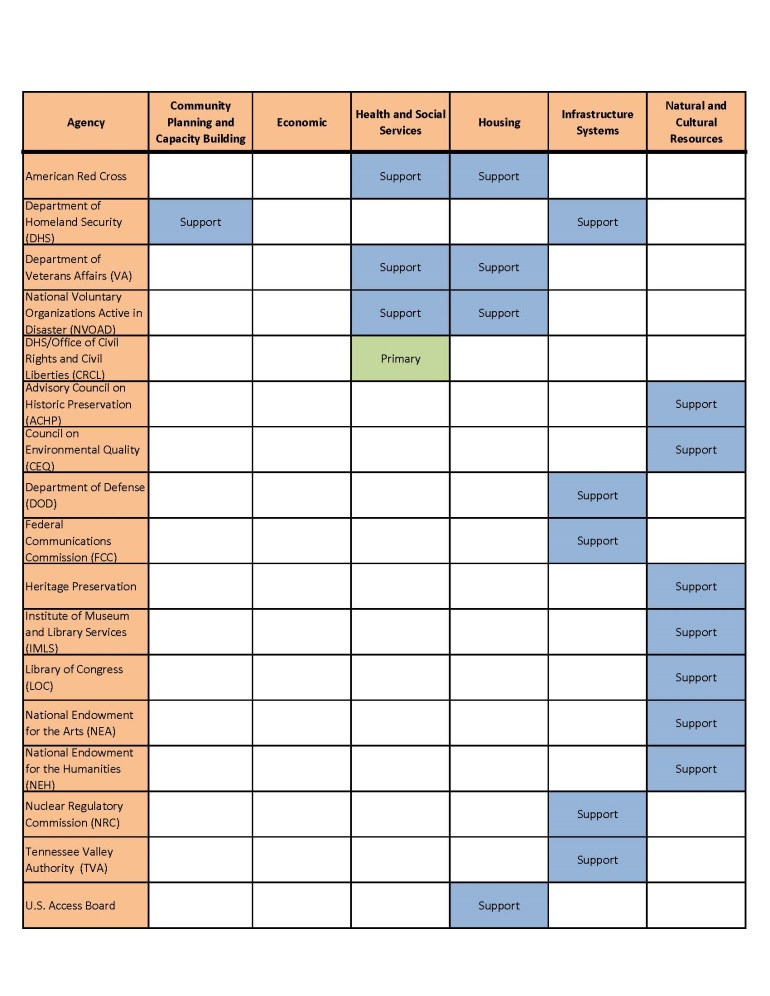 Agency
Community
Planning and
Capacity Building
Economic
Health and Social
Services
Housing
Infrastructure
Systems
Natural and
Cultural
Resources
American Red Cross
Support
Support
Department of
Homeland Security
(DHS)
Support
Support
Department of
Veterans Affairs (VA)
Support
Support
National Voluntary
Organizations Active in
Disaster (NVOAD)
Support
Support
DHS/Office of Civil
Rights and Civil
Liberties (CRCL)
Primary
Advisory Council on
Historic Preservation
(ACHP)
Support
Council on
Environmental Quality
(CEQ)
Support
Department of Defense
(DOD)
Support
Federal
Communications
Commission (FCC)
Support
Heritage Preservation
Support
Institute of Museum
and Library Services
(IMLS)
Support
Library of Congress
(LOC)
Support
National Endowment
for the Arts (NEA)
Support
National Endowment
for the Humanities
(NEH)
Support
Nuclear Regulatory
Commission (NRC)
Support
Tennessee Valley
Authority (TVA)
Support
U.S. Access Board
Support